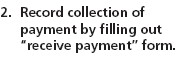 2. Record collection of
payment by filling out
“receive payment” form.